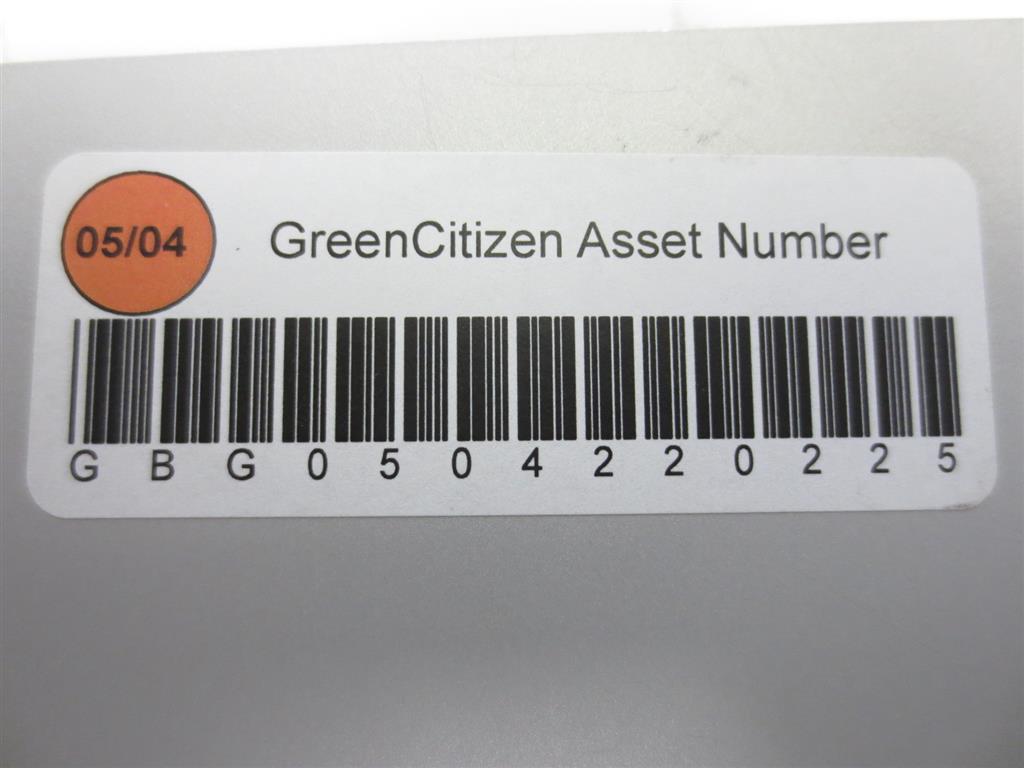 05/04
GreenCitizen Asset Number
G B G 0 5 0 4 2 2 0 2 2 5